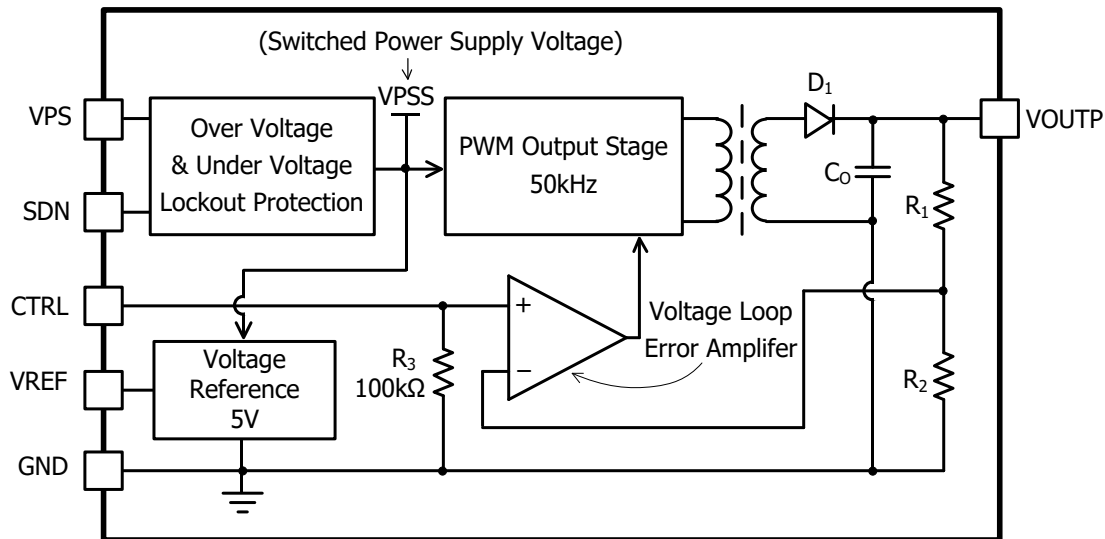 (Switched Power Supply Voltage)
VPSS
D1
VPS
Over Voltage
& Under Voltage
Lockout Protection
PWM Output Stage
50kHz
VOUTP
CO
R1
SDN
CTRL
+
−
Voltage Loop
Error Amplifer
R3
100kΩ
R2
VREF
Voltage
Reference
5V
GND